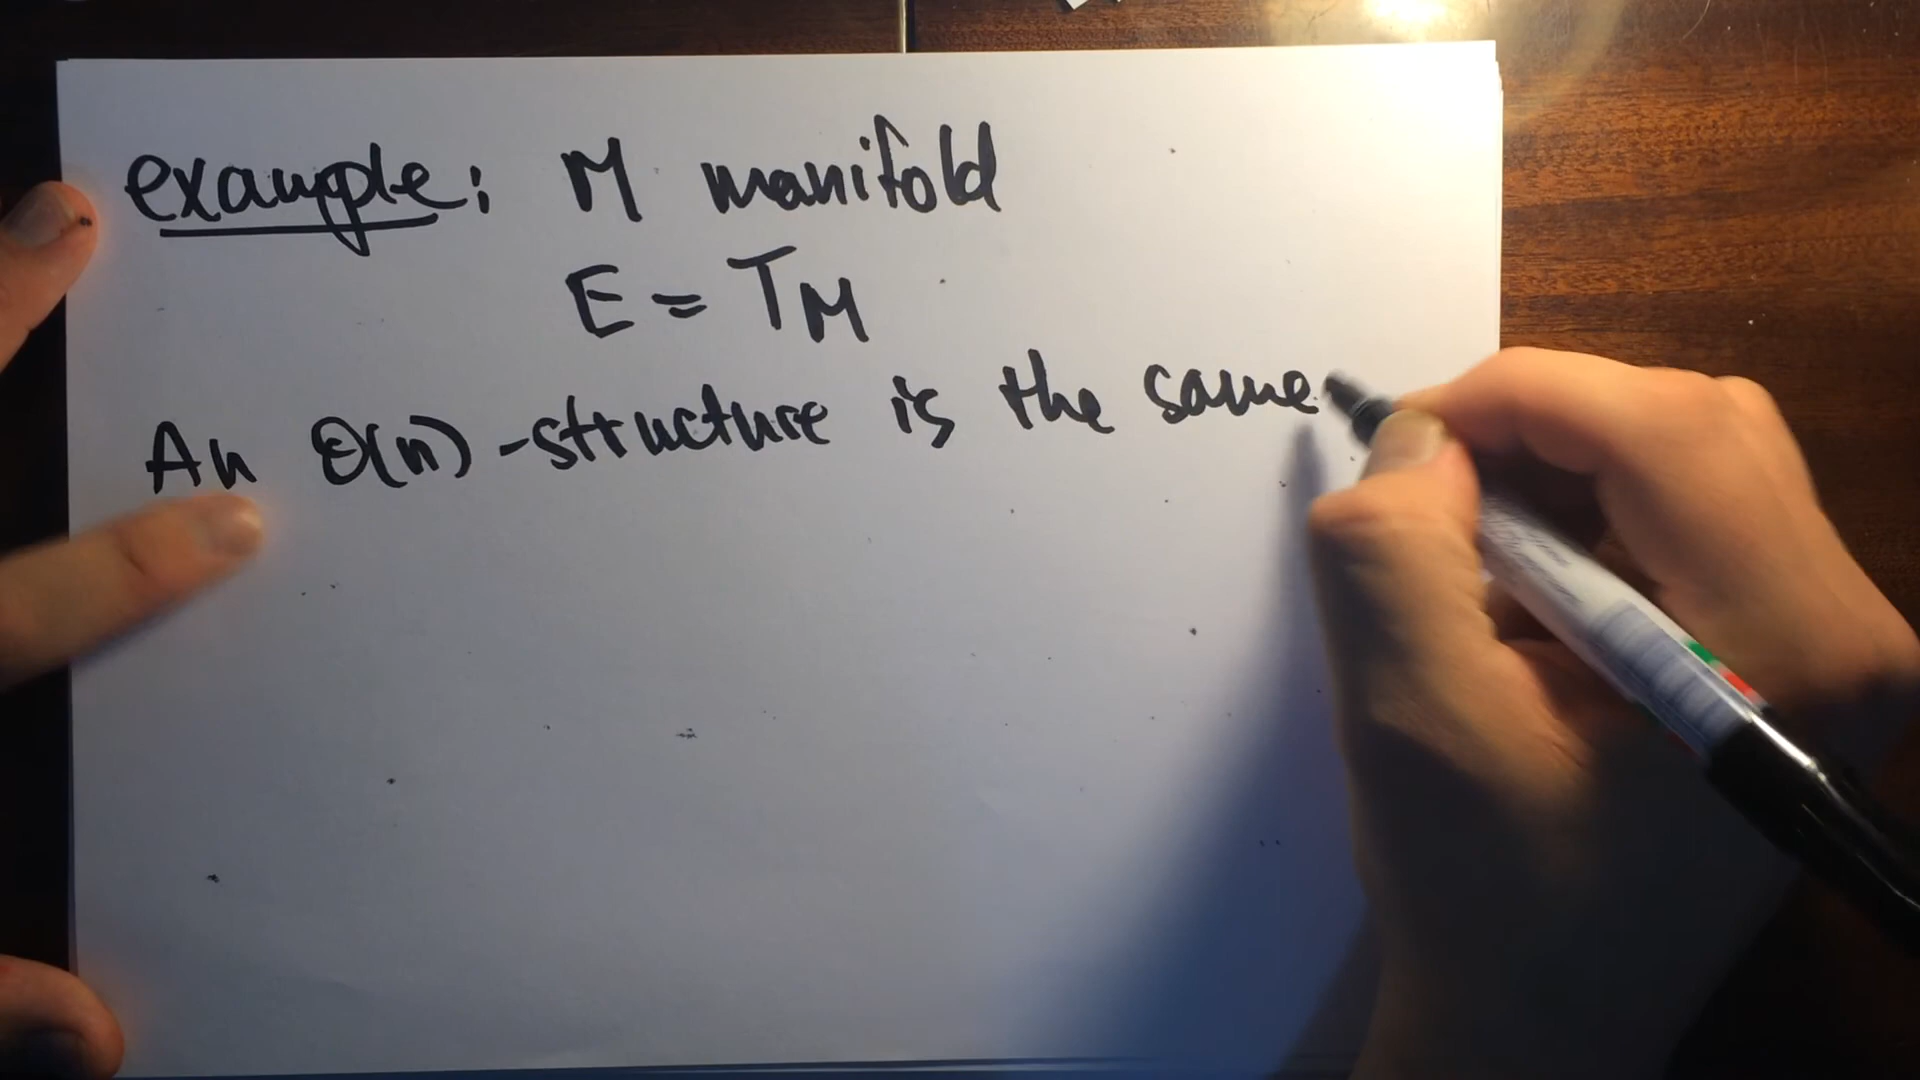 example: M manifold
E = TM
An O(n)-structure is the same